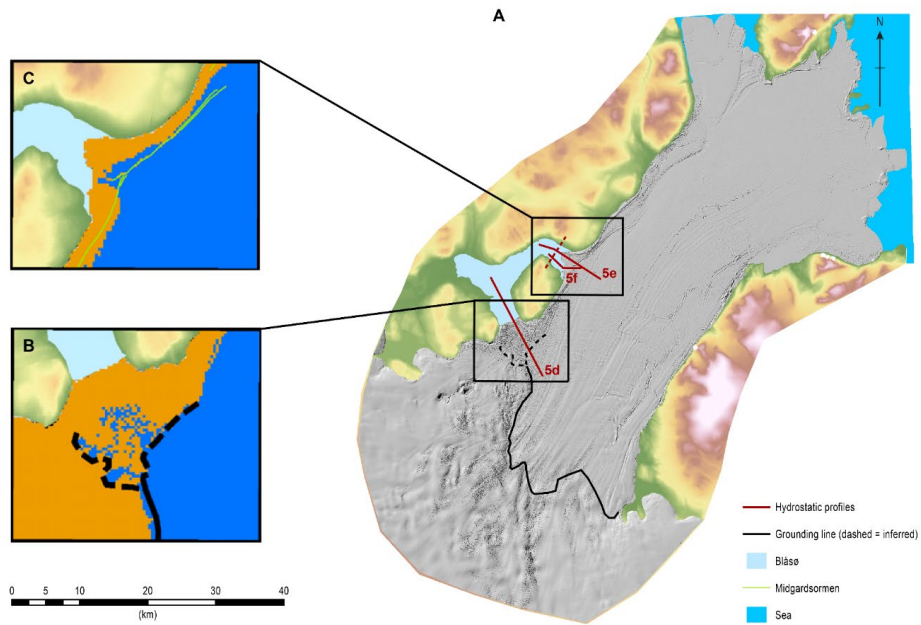 A
N
C
5e
5f
5d
B
Hydrostatic profiles
Grounding line (dashed = inferred)
Blåsø
Midgardsormen
Sea
0 5 10 20 30 40
(km)